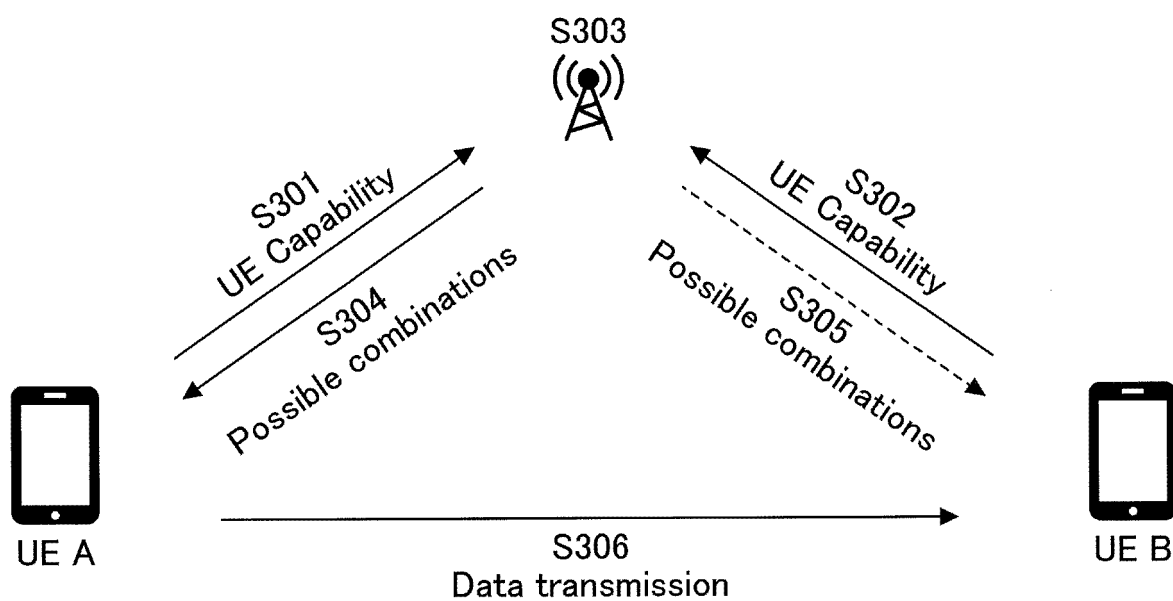 S303
S301
UE Capability
S302
UE Capability
S304
Possible combinations
S305
Possible combinations
UE A
UE B
S306
Data transmission